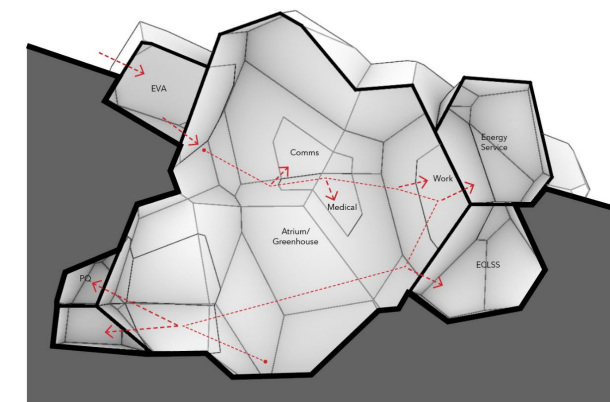 EVA
Comms
Energy
Service
Work
Medical
Atrium/
Greenhouse
ECLSS
PQ